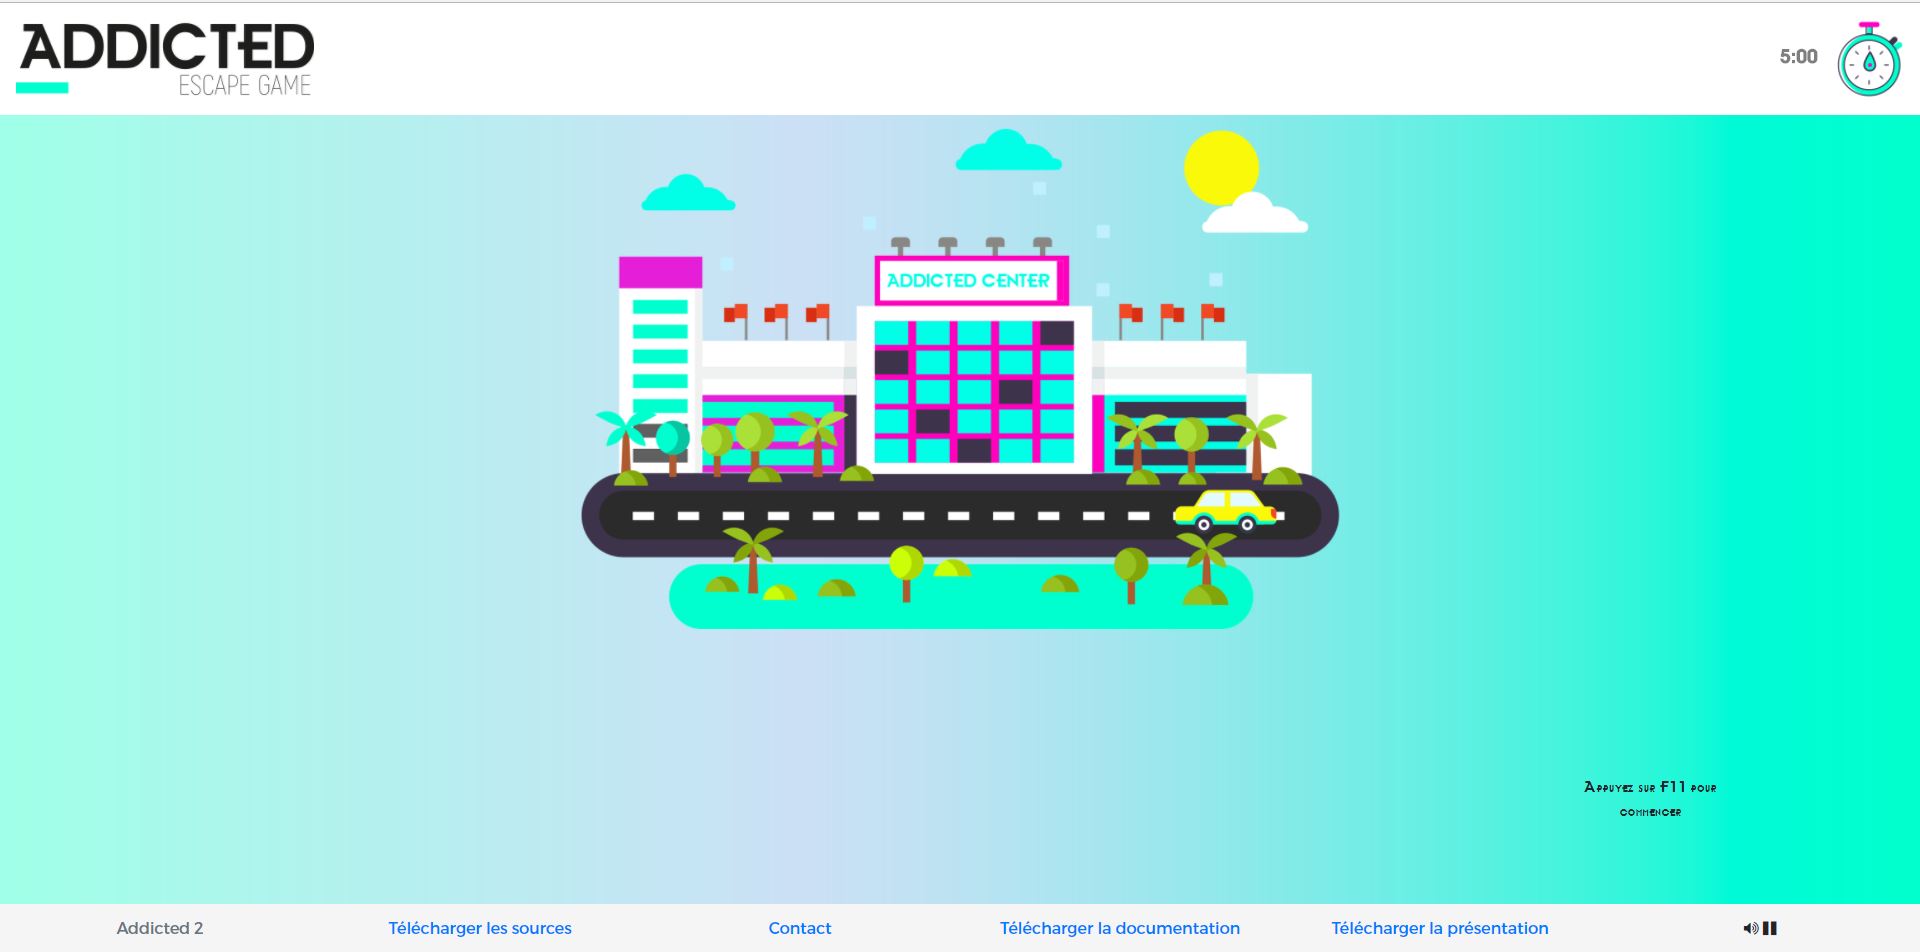 ADDICTED
ESCAPE GAME
5:00
ADDICTED CENTER
Appuyez sur F11 pour
commencer
Addicted 2
Télécharger les sources
Contact
Télécharger la documentation
Télécharger la présentation